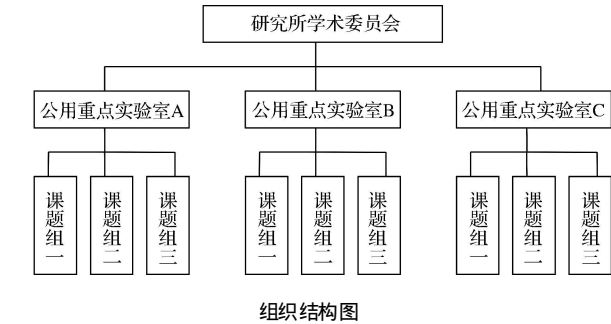 研究所学术委员会
公用重点实验室A
公用重点实验室B
公用重点实验室C
课题组一
课题组二
课题组三
课题组一
课题组二
课题组三
课题组一
课题组二
课题组三
组织结构图